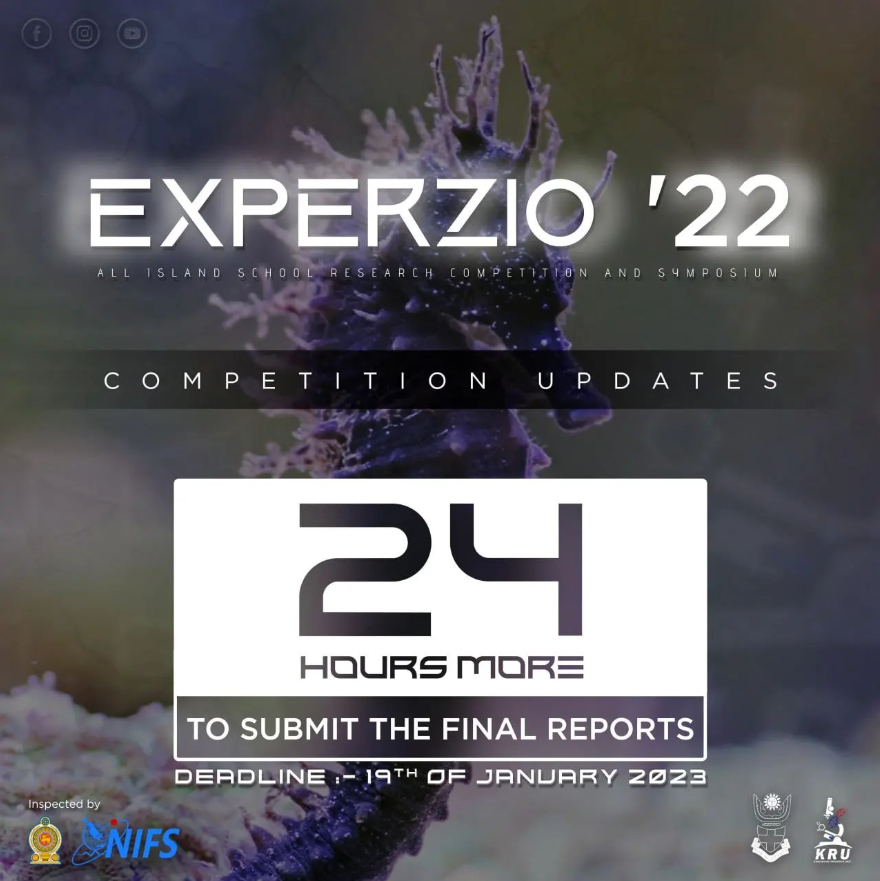 EXPERZIO '22
ALL ISLAND SCHOOL RESEARCH COMPETITION AND SYMPOSIUM
COMPETITION UPDATES
24
HOURS MORE
TO SUBMIT THE FINAL REPORTS
DEADLINE :- 19TH OF JANUARY 2023
Inspected by
NIFS
KRU